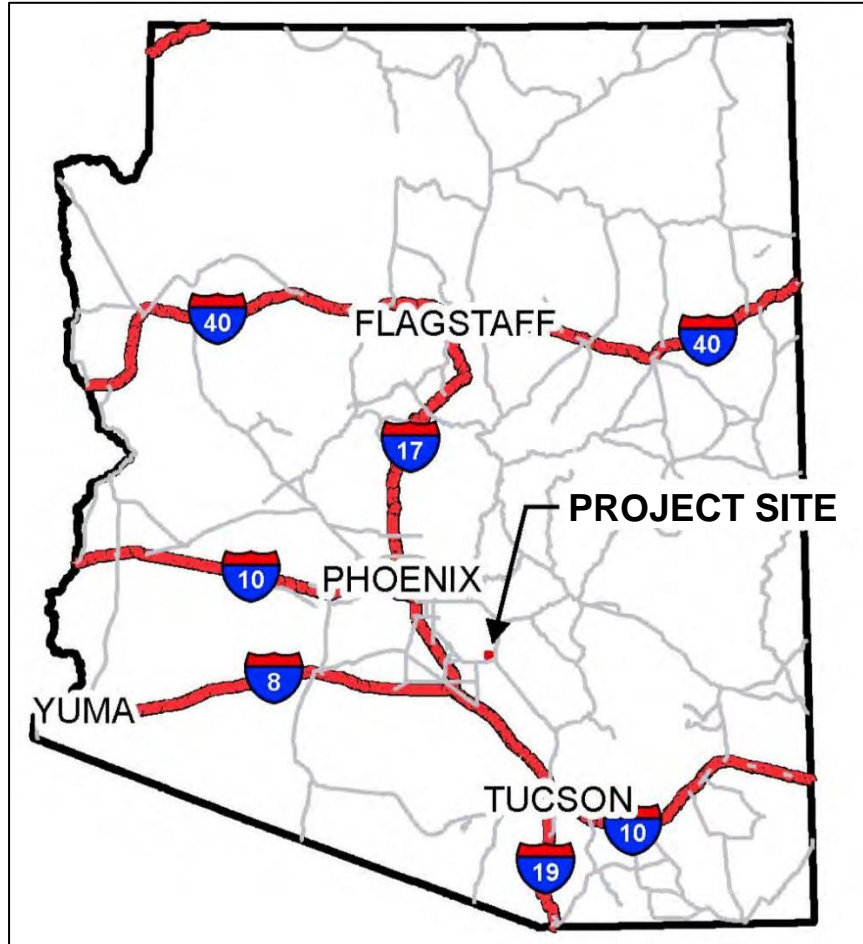 40
FLAGSTAFF
40
17
PROJECT SITE
10
PHOENIX
8
YUMA
TUCSON
10
19